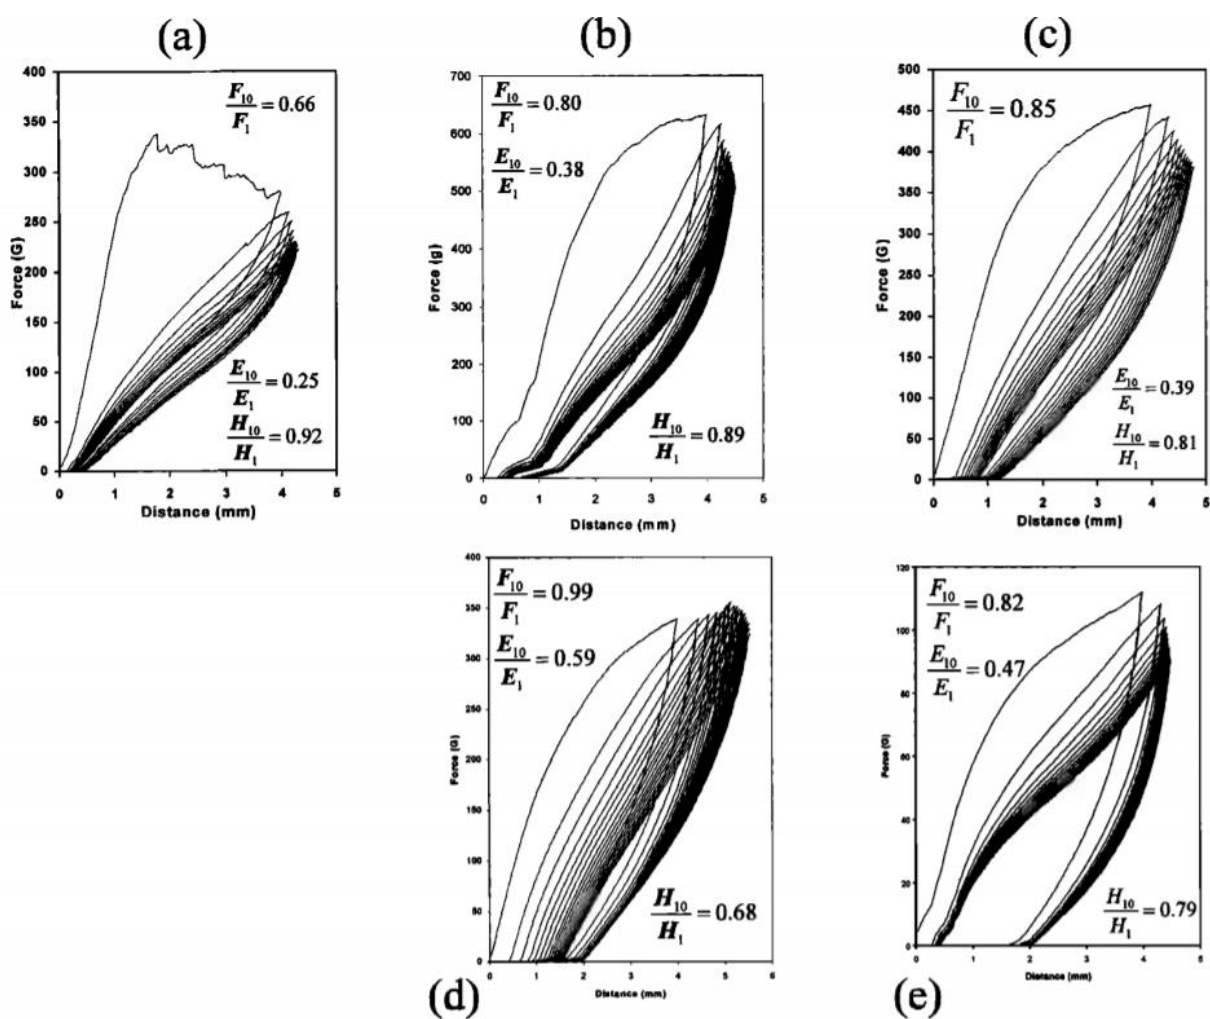 (a)
400
350
300
250
200
150
100
50
0
0 1 2 3 4 5
Force (G)
Distance (mm)
F10/F1 = 0.66
E10/E1 = 0.25
H10/H1 = 0.92
(b)
700
600
500
400
300
200
100
0
0 1 2 3 4 5
Force (g)
Distance (mm)
F10/F1 = 0.80
E10/E1 = 0.38
H10/H1 = 0.89
(c)
500
450
400
350
300
250
200
150
100
50
0
0 1 2 3 4 5
Force (G)
Distance (mm)
F10/F1 = 0.85
E10/E1 = 0.39
H10/H1 = 0.81
400
350
300
250
200
150
100
50
0
0 1 2 3 4 5 6
Force (G)
Distance (mm)
F10/F1 = 0.99
E10/E1 = 0.59
H10/H1 = 0.68
(d)
120
100
80
60
40
20
0
0 1 2 3 4 5
Force (G)
Distance (mm)
F10/F1 = 0.82
E10/E1 = 0.47
H10/H1 = 0.79
(e)